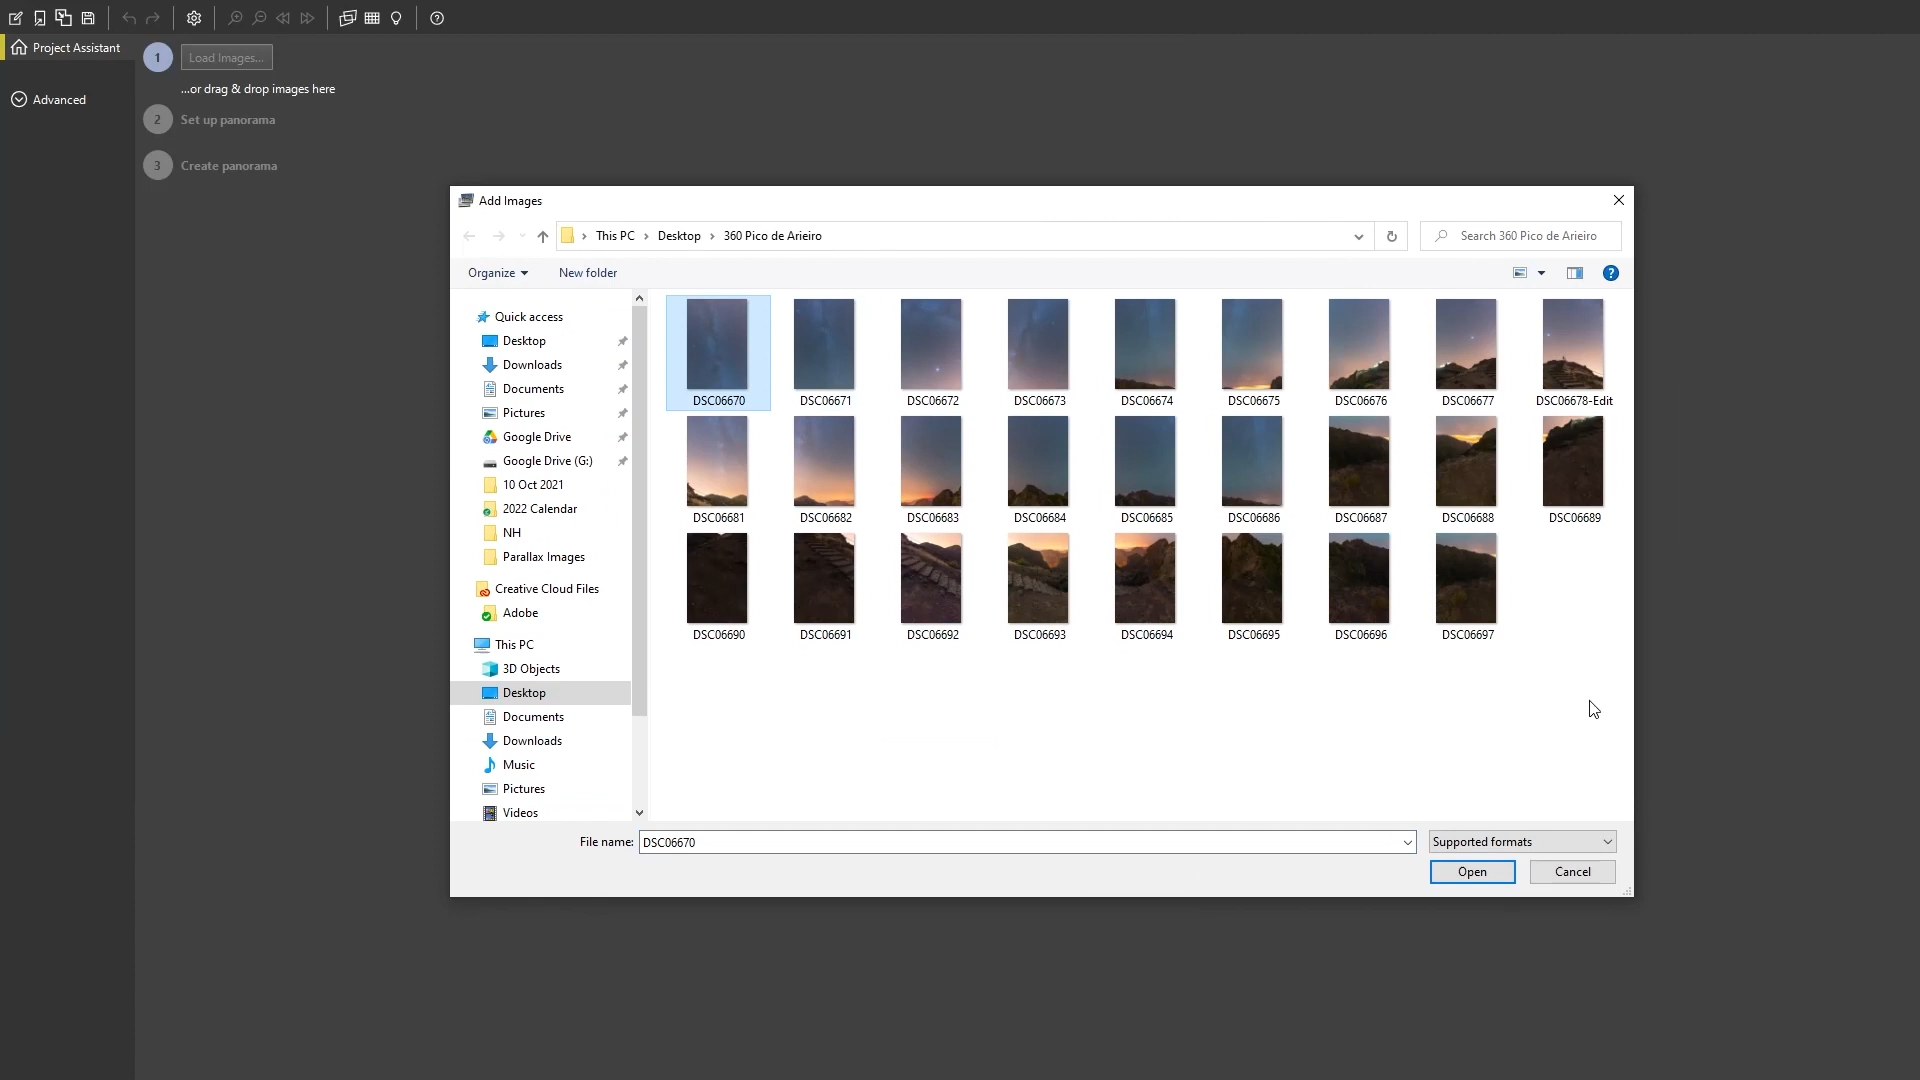 Project Assistant
1 Load Images...
...or drag & drop images here
Advanced
2 Set up panorama
3 Create panorama
Add Images
This PC › Desktop › 360 Pico de Arieiro
Search 360 Pico de Arieiro
Organize New folder
Quick access
Desktop
Downloads
Documents
Pictures
Google Drive
Google Drive (G:)
10 Oct 2021
2022 Calendar
NH
Parallax Images
Creative Cloud Files
Adobe
This PC
3D Objects
Desktop
Documents
Downloads
Music
Pictures
Videos
DSC06670 DSC06671 DSC06672 DSC06673 DSC06674 DSC06675 DSC06676 DSC06677 DSC06678-Edit
DSC06681 DSC06682 DSC06683 DSC06684 DSC06685 DSC06686 DSC06687 DSC06688 DSC06689
DSC06690 DSC06691 DSC06692 DSC06693 DSC06694 DSC06695 DSC06696 DSC06697
File name: DSC06670 Supported formats
Open Cancel